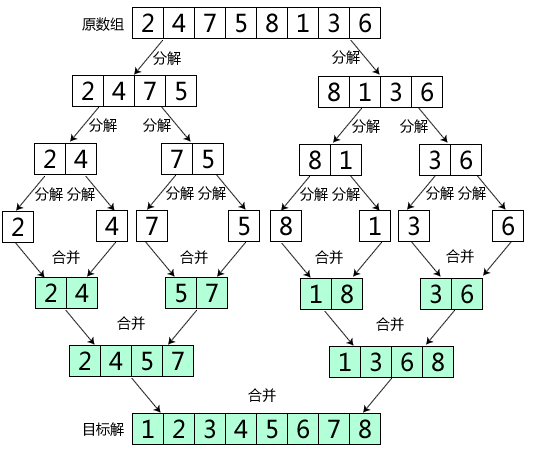 原数组 2 4 7 5 8 1 3 6
分解 分解
2 4 7 5 8 1 3 6
分解 分解 分解 分解
2 4 7 5 8 1 3 6
分解 分解 分解 分解 分解 分解 分解 分解
2 4 7 5 8 1 3 6
合并 合并 合并 合并
2 4 5 7 1 8 3 6
合并 合并
2 4 5 7 1 3 6 8
合并
目标解 1 2 3 4 5 6 7 8